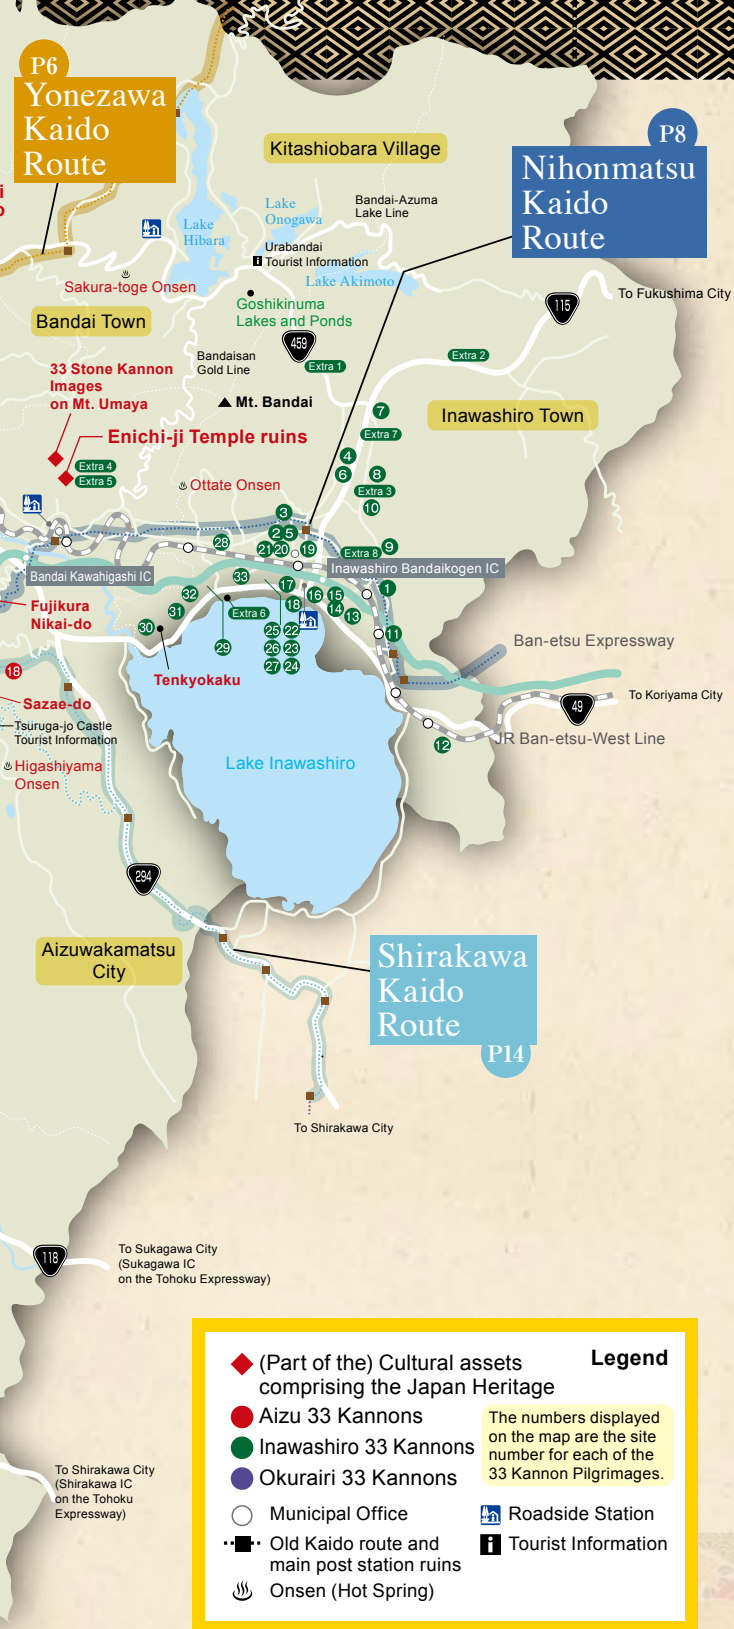 P6
Yonezawa
Kaido
Route
P8
Nihonmatsu
Kaido
Route
Kitashiobara Village
Lake
Hibara
Lake
Onogawa
Bandai-Azuma
Lake Line
Urabandai
Tourist Information
Lake Akimoto
Sakura-toge Onsen
Goshikinuma
Lakes and Ponds
To Fukushima City
115
Bandai Town
459
Bandaisan
Gold Line
Extra 1
Extra 2
33 Stone Kannon
Images
on Mt. Umaya
Mt. Bandai
7
Inawashiro Town
Enichi-ji Temple ruins
Extra 7
4
Extra 4
Extra 5
6
8
Extra 3
10
Ottate Onsen
3
2
5
28
21
20
19
Extra 8
9
Bandai Kawahigashi IC
Inawashiro Bandaikogen IC
33
17
1
32
16
15
Fujikura
Nikai-do
31
Extra 6
18
14
13
30
25
22
11
29
26
23
27
24
Ban-etsu Expressway
18
Tenkyokaku
Sazae-do
To Koriyama City
49
Tsuruga-jo Castle
Tourist Information
12
JR Ban-etsu-West Line
Higashiyama
Onsen
Lake Inawashiro
294
Aizuwakamatsu
City
Shirakawa
Kaido
Route
P14
To Shirakawa City
118
To Sukagawa City
(Sukagawa IC
on the Tohoku Expressway)
To Shirakawa City
(Shirakawa IC
on the Tohoku
Expressway)
Legend
(Part of the) Cultural assets
comprising the Japan Heritage
Aizu 33 Kannons
Inawashiro 33 Kannons
Okurairi 33 Kannons
The numbers displayed
on the map are the site
number for each of the
33 Kannon Pilgrimages.
Municipal Office
Roadside Station
Old Kaido route and
main post station ruins
Tourist Information
Onsen (Hot Spring)